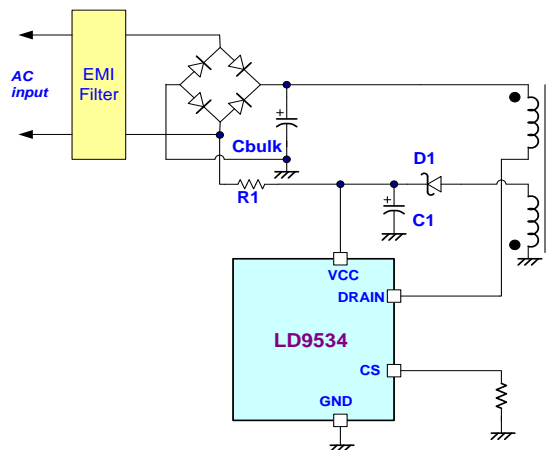 AC
input
EMI
Filter
Cbulk
R1
D1
C1
VCC
DRAIN
LD9534
CS
GND